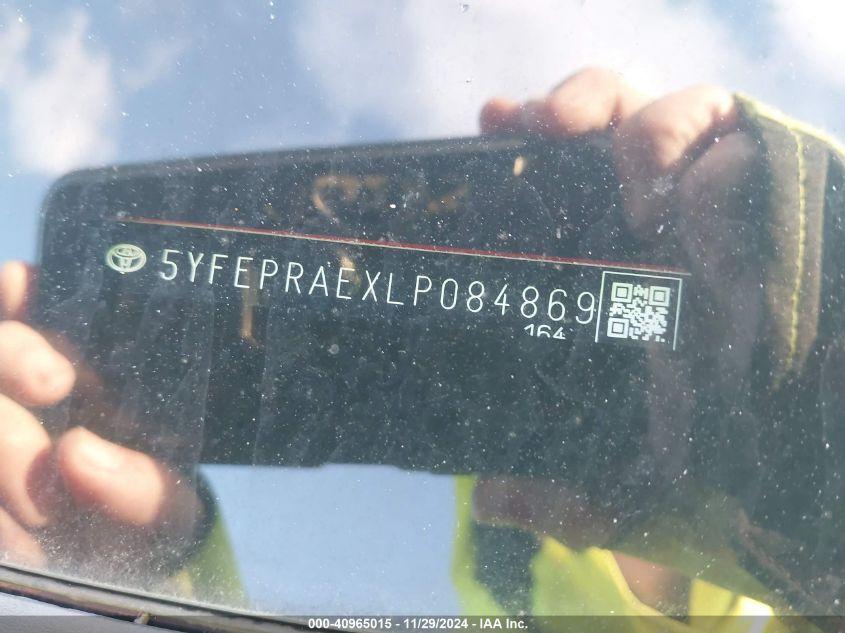 5YFEPRAEXLP084869
164
000-40965015 - 11/29/2024 - IAA Inc.